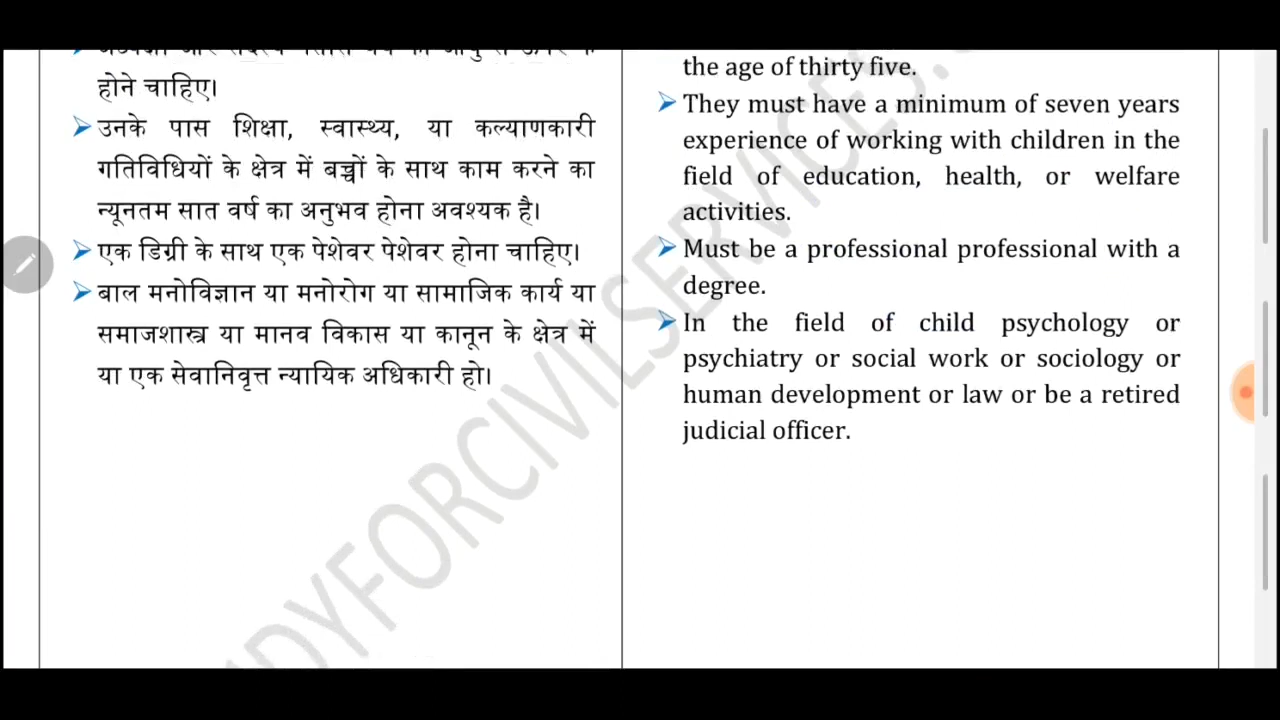 होने चाहिए।
➤ उनके पास शिक्षा, स्वास्थ्य, या कल्याणकारी
गतिविधियों के क्षेत्र में बच्चों के साथ काम करने का
न्यूनतम सात वर्ष का अनुभव होना अवश्यक है।
➤ एक डिग्री के साथ एक पेशेवर पेशेवर होना चाहिए।
➤ बाल मनोविज्ञान या मनोरोग या सामाजिक कार्य या
समाजशास्त्र या मानव विकास या कानून के क्षेत्र में
या एक सेवानिवृत्त न्यायिक अधिकारी हो।
the age of thirty five.
➤ They must have a minimum of seven years
experience of working with children in the
field of education, health, or welfare
activities.
➤ Must be a professional professional with a
degree.
➤ In the field of child psychology or
psychiatry or social work or sociology or
human development or law or be a retired
judicial officer.
UDYFORCIVILSERVICES.